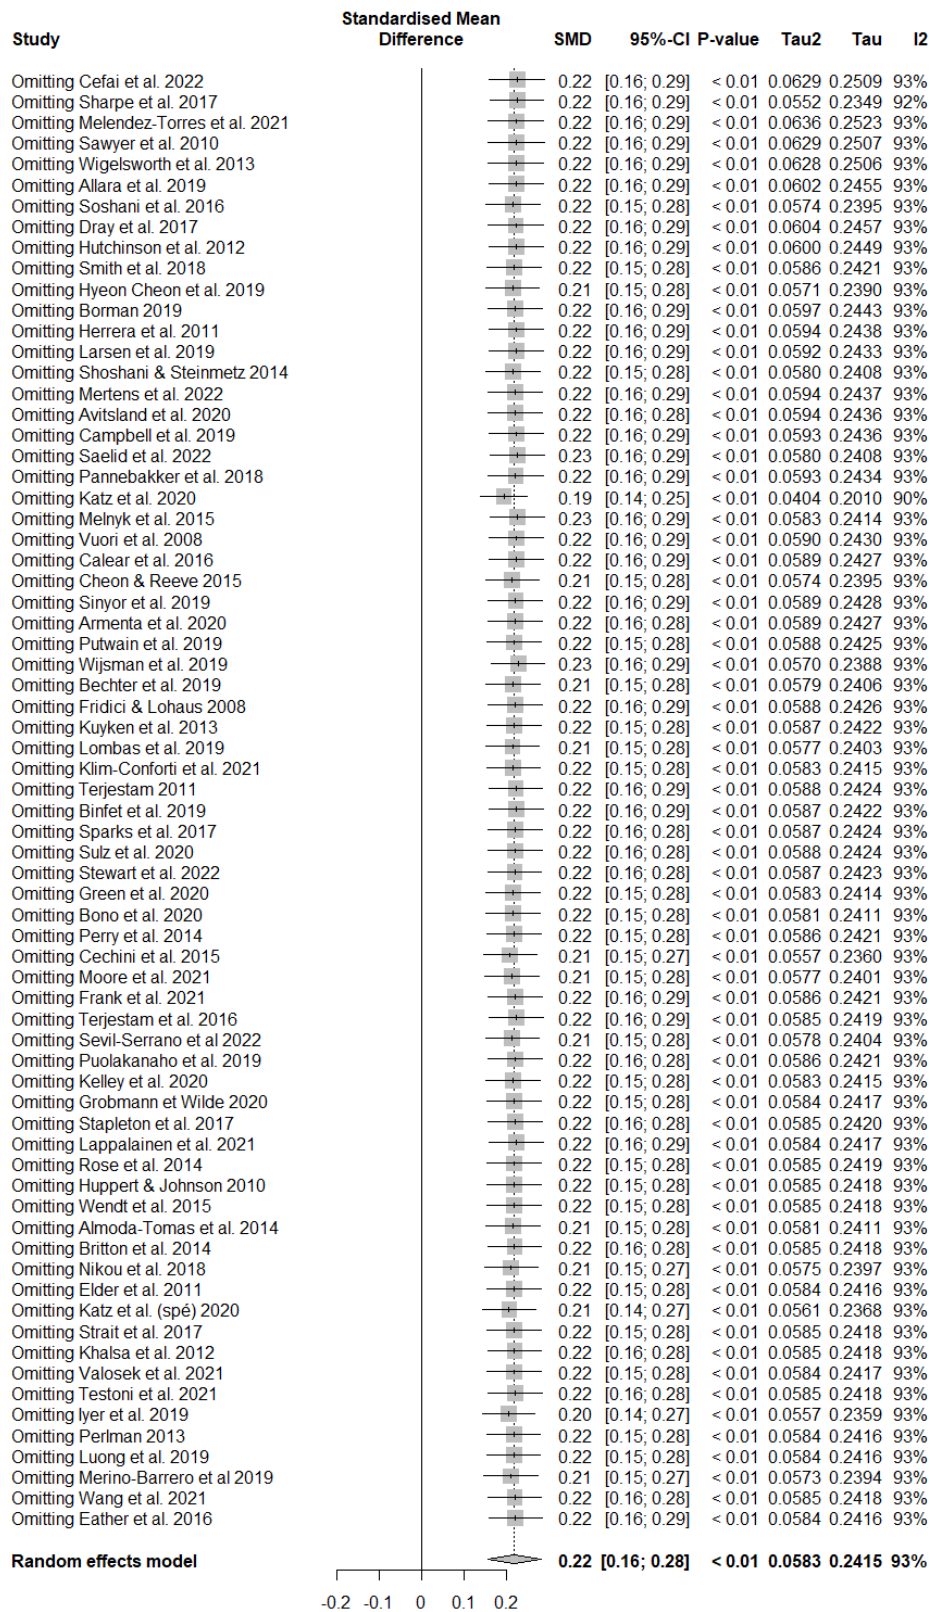 Standardised Mean
Study Difference SMD 95%-CI P-value Tau2 Tau I2
Omitting Cefai et al. 2022 0.22 [0.16; 0.29] < 0.01 0.0629 0.2509 93%
Omitting Sharpe et al. 2017 0.22 [0.16; 0.29] < 0.01 0.0552 0.2349 92%
Omitting Melendez-Torres et al. 2021 0.22 [0.16; 0.29] < 0.01 0.0636 0.2523 93%
Omitting Sawyer et al. 2010 0.22 [0.16; 0.29] < 0.01 0.0629 0.2507 93%
Omitting Wigelsworth et al. 2013 0.22 [0.16; 0.29] < 0.01 0.0628 0.2506 93%
Omitting Allara et al. 2019 0.22 [0.16; 0.29] < 0.01 0.0602 0.2455 93%
Omitting Soshani et al. 2016 0.22 [0.15; 0.28] < 0.01 0.0574 0.2395 93%
Omitting Dray et al. 2017 0.22 [0.16; 0.29] < 0.01 0.0604 0.2457 93%
Omitting Hutchinson et al. 2012 0.22 [0.16; 0.29] < 0.01 0.0600 0.2449 93%
Omitting Smith et al. 2018 0.22 [0.15; 0.28] < 0.01 0.0586 0.2421 93%
Omitting Hyeon Cheon et al. 2019 0.21 [0.15; 0.28] < 0.01 0.0571 0.2390 93%
Omitting Borman 2019 0.22 [0.16; 0.29] < 0.01 0.0597 0.2443 93%
Omitting Herrera et al. 2011 0.22 [0.16; 0.29] < 0.01 0.0594 0.2438 93%
Omitting Larsen et al. 2019 0.22 [0.16; 0.29] < 0.01 0.0592 0.2433 93%
Omitting Shoshani & Steinmetz 2014 0.22 [0.15; 0.28] < 0.01 0.0580 0.2408 93%
Omitting Mertens et al. 2022 0.22 [0.16; 0.29] < 0.01 0.0594 0.2437 93%
Omitting Avitsland et al. 2020 0.22 [0.16; 0.28] < 0.01 0.0594 0.2436 93%
Omitting Campbell et al. 2019 0.22 [0.16; 0.29] < 0.01 0.0593 0.2436 93%
Omitting Saelid et al. 2022 0.23 [0.16; 0.29] < 0.01 0.0580 0.2408 93%
Omitting Pannebakker et al. 2018 0.22 [0.16; 0.29] < 0.01 0.0593 0.2434 93%
Omitting Katz et al. 2020 0.19 [0.14; 0.25] < 0.01 0.0404 0.2010 90%
Omitting Melnyk et al. 2015 0.23 [0.16; 0.29] < 0.01 0.0583 0.2414 93%
Omitting Vuori et al. 2008 0.22 [0.16; 0.29] < 0.01 0.0590 0.2430 93%
Omitting Calear et al. 2016 0.22 [0.16; 0.29] < 0.01 0.0589 0.2427 93%
Omitting Cheon & Reeve 2015 0.21 [0.15; 0.28] < 0.01 0.0574 0.2395 93%
Omitting Sinyor et al. 2019 0.22 [0.16; 0.29] < 0.01 0.0589 0.2428 93%
Omitting Armenta et al. 2020 0.22 [0.16; 0.28] < 0.01 0.0589 0.2427 93%
Omitting Putwain et al. 2019 0.22 [0.15; 0.28] < 0.01 0.0588 0.2425 93%
Omitting Wijsman et al. 2019 0.23 [0.16; 0.29] < 0.01 0.0570 0.2388 93%
Omitting Bechter et al. 2019 0.21 [0.15; 0.28] < 0.01 0.0579 0.2406 93%
Omitting Fridici & Lohaus 2008 0.22 [0.16; 0.29] < 0.01 0.0588 0.2426 93%
Omitting Kuyken et al. 2013 0.22 [0.15; 0.28] < 0.01 0.0587 0.2422 93%
Omitting Lombas et al. 2019 0.21 [0.15; 0.28] < 0.01 0.0577 0.2403 93%
Omitting Klim-Conforti et al. 2021 0.22 [0.15; 0.28] < 0.01 0.0583 0.2415 93%
Omitting Terjestam 2011 0.22 [0.16; 0.29] < 0.01 0.0588 0.2424 93%
Omitting Binfet et al. 2019 0.22 [0.16; 0.29] < 0.01 0.0587 0.2422 93%
Omitting Sparks et al. 2017 0.22 [0.16; 0.28] < 0.01 0.0587 0.2424 93%
Omitting Sulz et al. 2020 0.22 [0.16; 0.28] < 0.01 0.0588 0.2424 93%
Omitting Stewart et al. 2022 0.22 [0.16; 0.28] < 0.01 0.0587 0.2423 93%
Omitting Green et al. 2020 0.22 [0.15; 0.28] < 0.01 0.0583 0.2414 93%
Omitting Bono et al. 2020 0.22 [0.15; 0.28] < 0.01 0.0581 0.2411 93%
Omitting Perry et al. 2014 0.22 [0.15; 0.28] < 0.01 0.0586 0.2421 93%
Omitting Cechini et al. 2015 0.21 [0.15; 0.27] < 0.01 0.0557 0.2360 93%
Omitting Moore et al. 2021 0.21 [0.15; 0.28] < 0.01 0.0577 0.2401 93%
Omitting Frank et al. 2021 0.22 [0.16; 0.29] < 0.01 0.0586 0.2421 93%
Omitting Terjestam et al. 2016 0.22 [0.16; 0.29] < 0.01 0.0585 0.2419 93%
Omitting Sevil-Serrano et al 2022 0.21 [0.15; 0.28] < 0.01 0.0578 0.2404 93%
Omitting Puolakanaho et al. 2019 0.22 [0.16; 0.28] < 0.01 0.0586 0.2421 93%
Omitting Kelley et al. 2020 0.22 [0.15; 0.28] < 0.01 0.0583 0.2415 93%
Omitting Grobmann et Wilde 2020 0.22 [0.15; 0.28] < 0.01 0.0584 0.2417 93%
Omitting Stapleton et al. 2017 0.22 [0.15; 0.28] < 0.01 0.0585 0.2420 93%
Omitting Lappalainen et al. 2021 0.22 [0.16; 0.29] < 0.01 0.0584 0.2417 93%
Omitting Rose et al. 2014 0.22 [0.15; 0.28] < 0.01 0.0585 0.2419 93%
Omitting Huppert & Johnson 2010 0.22 [0.15; 0.28] < 0.01 0.0585 0.2418 93%
Omitting Wendt et al. 2015 0.22 [0.15; 0.28] < 0.01 0.0585 0.2418 93%
Omitting Almoda-Tomas et al. 2014 0.21 [0.15; 0.28] < 0.01 0.0581 0.2411 93%
Omitting Britton et al. 2014 0.22 [0.16; 0.28] < 0.01 0.0585 0.2418 93%
Omitting Nikou et al. 2018 0.21 [0.15; 0.27] < 0.01 0.0575 0.2397 93%
Omitting Elder et al. 2011 0.22 [0.15; 0.28] < 0.01 0.0584 0.2416 93%
Omitting Katz et al. (spé) 2020 0.21 [0.14; 0.27] < 0.01 0.0561 0.2368 93%
Omitting Strait et al. 2017 0.22 [0.15; 0.28] < 0.01 0.0585 0.2418 93%
Omitting Khalsa et al. 2012 0.22 [0.15; 0.28] < 0.01 0.0585 0.2418 93%
Omitting Valosek et al. 2021 0.22 [0.15; 0.28] < 0.01 0.0584 0.2417 93%
Omitting Testoni et al. 2021 0.22 [0.16; 0.28] < 0.01 0.0585 0.2418 93%
Omitting Iyer et al. 2019 0.20 [0.14; 0.27] < 0.01 0.0557 0.2359 93%
Omitting Perlman 2013 0.22 [0.15; 0.28] < 0.01 0.0584 0.2416 93%
Omitting Luong et al. 2019 0.22 [0.15; 0.28] < 0.01 0.0584 0.2416 93%
Omitting Merino-Barrero et al 2019 0.21 [0.15; 0.27] < 0.01 0.0573 0.2394 93%
Omitting Wang et al. 2021 0.22 [0.16; 0.28] < 0.01 0.0585 0.2418 93%
Omitting Eather et al. 2016 0.22 [0.16; 0.29] < 0.01 0.0584 0.2416 93%
Random effects model 0.22 [0.16; 0.28] < 0.01 0.0583 0.2415 93%
-0.2 -0.1 0 0.1 0.2